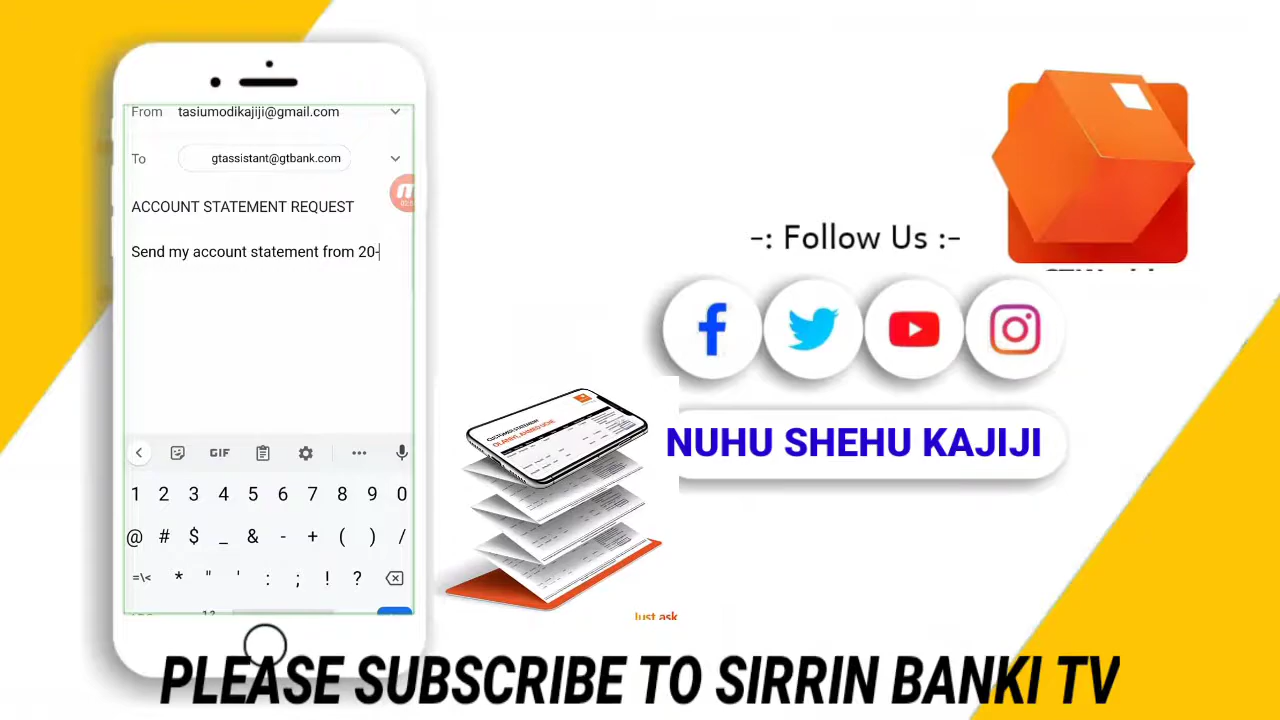 From tasiumodikajiji@gmail.com
To gtassistant@gtbank.com
ACCOUNT STATEMENT REQUEST
Send my account statement from 20-
GIF
1 2 3 4 5 6 7 8 9 0
@ # $ _ & - + ( ) /
=\< * " ' : ; ! ?
-: Follow Us :-
NUHU SHEHU KAJIJI
CUSTOMER STATEMENT
Just ask
PLEASE SUBSCRIBE TO SIRRIN BANKI TV